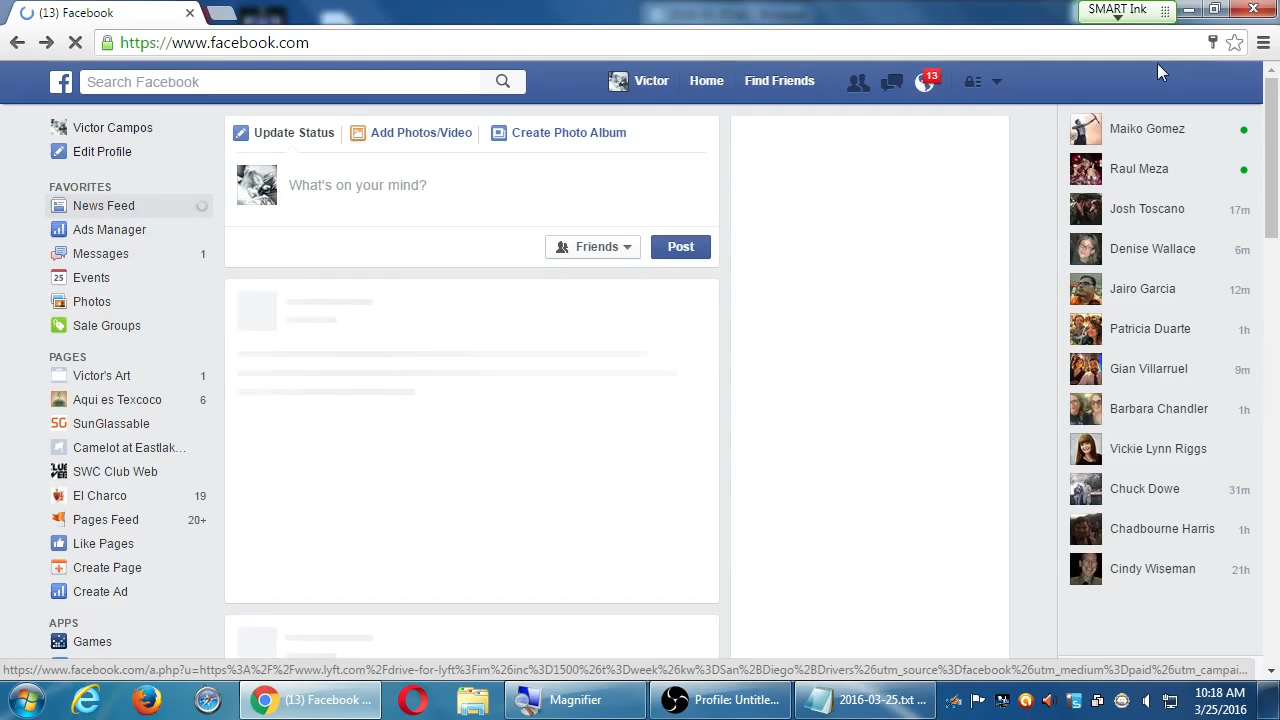 (13) Facebook
SMART Ink
https://www.facebook.com
Search Facebook
Victor
Home
Find Friends
13
Victor Campos
Edit Profile
FAVORITES
News Feed
Ads Manager
Messages 1
Events
Photos
Sale Groups
PAGES
Victor's Art 1
Aqui es Texcoco 6
SunGlassable
Camelot at Eastlak...
SWC Club Web
El Charco 19
Pages Feed 20+
Like Pages
Create Page
Create Ad
APPS
Games
Update Status
Add Photos/Video
Create Photo Album
What's on your mind?
Friends
Post
Maiko Gomez
Raul Meza
Josh Toscano 17m
Denise Wallace 6m
Jairo Garcia 12m
Patricia Duarte 1h
Gian Villarruel 9m
Barbara Chandler 1h
Vickie Lynn Riggs
Chuck Dowe 31m
Chadbourne Harris 1h
Cindy Wiseman 21h
https://www.facebook.com/a.php?u=https%3A%2F%2Fwww.lyft.com%2Fdrive-for-lyft%3Fim%26inc%3D1500%26t%3Dweek%26kw%3DSan%2BDiego%2BDrivers%26utm_source%3Dfacebook%26utm_medium%3Dpaid%26utm_campai...
(13) Facebook ...
Magnifier
Profile: Untitle...
2016-03-25.txt ...
10:18 AM
3/25/2016